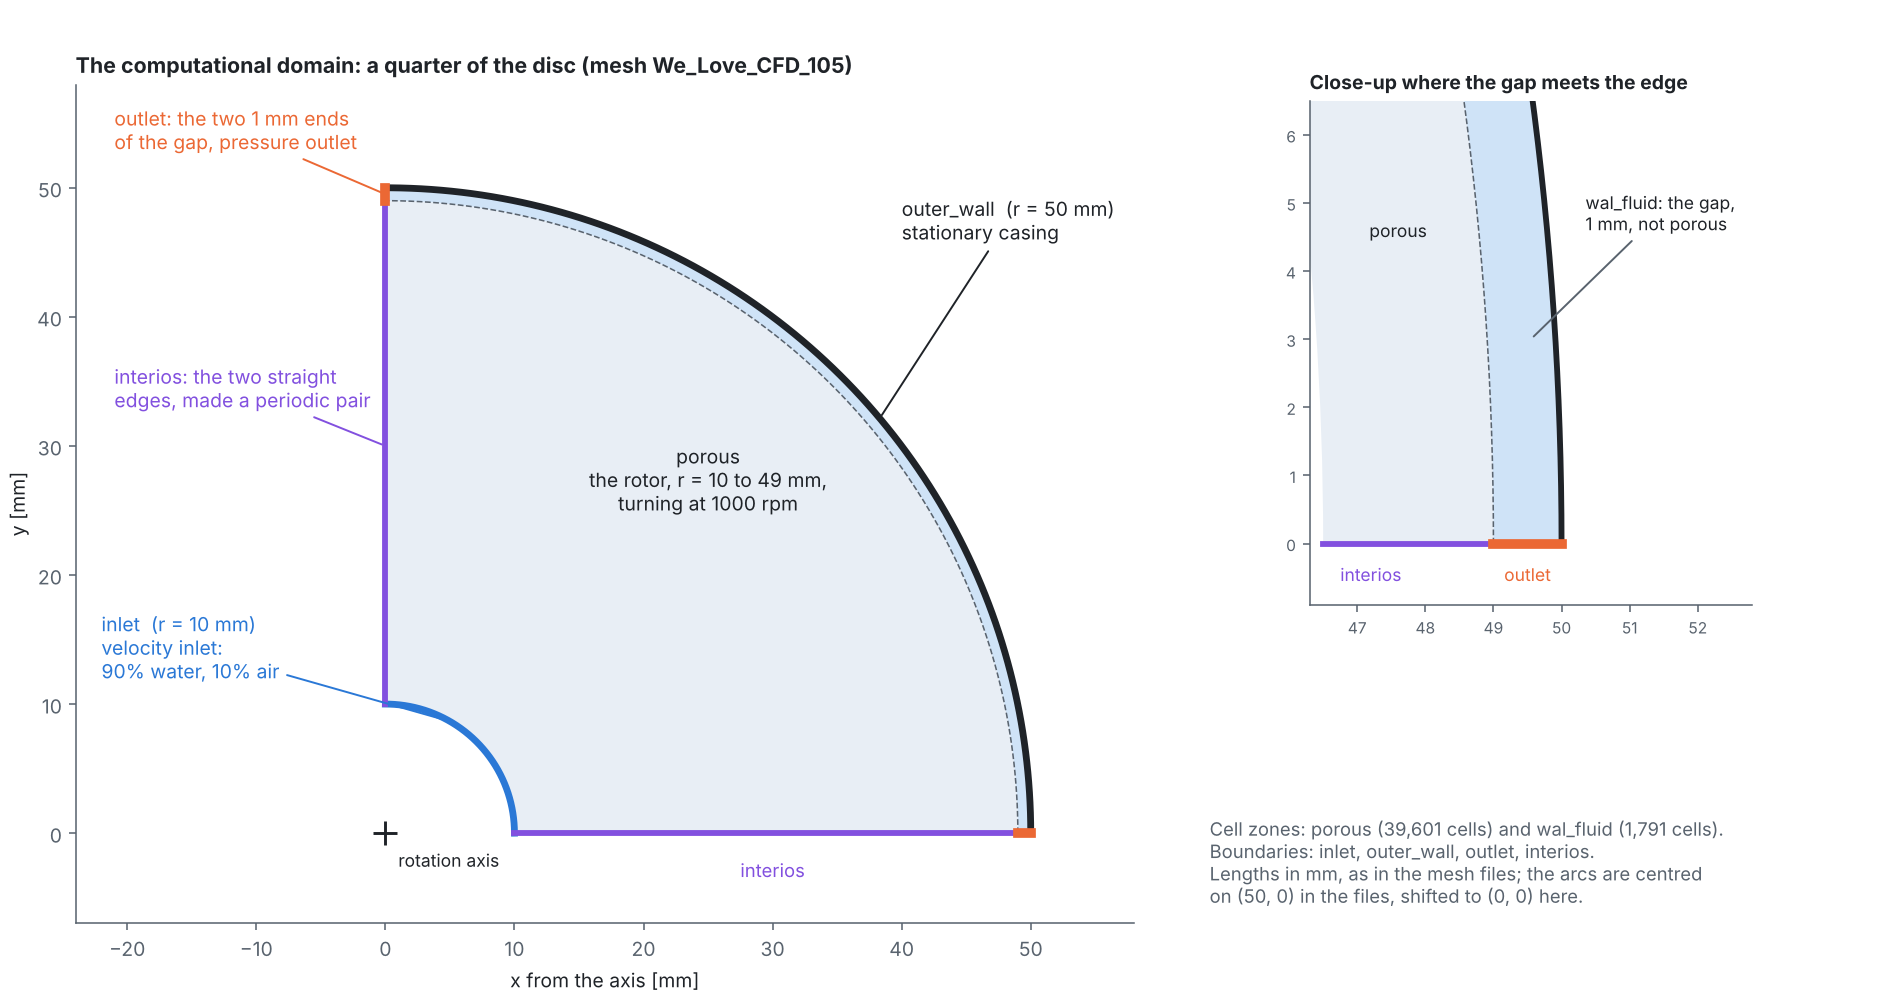 The computational domain: a quarter of the disc (mesh We_Love_CFD_105)
outlet: the two 1 mm ends
of the gap, pressure outlet
outer_wall (r = 50 mm)
stationary casing
interios: the two straight
edges, made a periodic pair
porous
the rotor, r = 10 to 49 mm,
turning at 1000 rpm
inlet (r = 10 mm)
velocity inlet:
90% water, 10% air
rotation axis
interios
50
40
30
20
10
0
y [mm]
−20 −10 0 10 20 30 40 50
x from the axis [mm]
Close-up where the gap meets the edge
porous
wal_fluid: the gap,
1 mm, not porous
6
5
4
3
2
1
0
interios
outlet
47 48 49 50 51 52
Cell zones: porous (39,601 cells) and wal_fluid (1,791 cells).
Boundaries: inlet, outer_wall, outlet, interios.
Lengths in mm, as in the mesh files; the arcs are centred
on (50, 0) in the files, shifted to (0, 0) here.